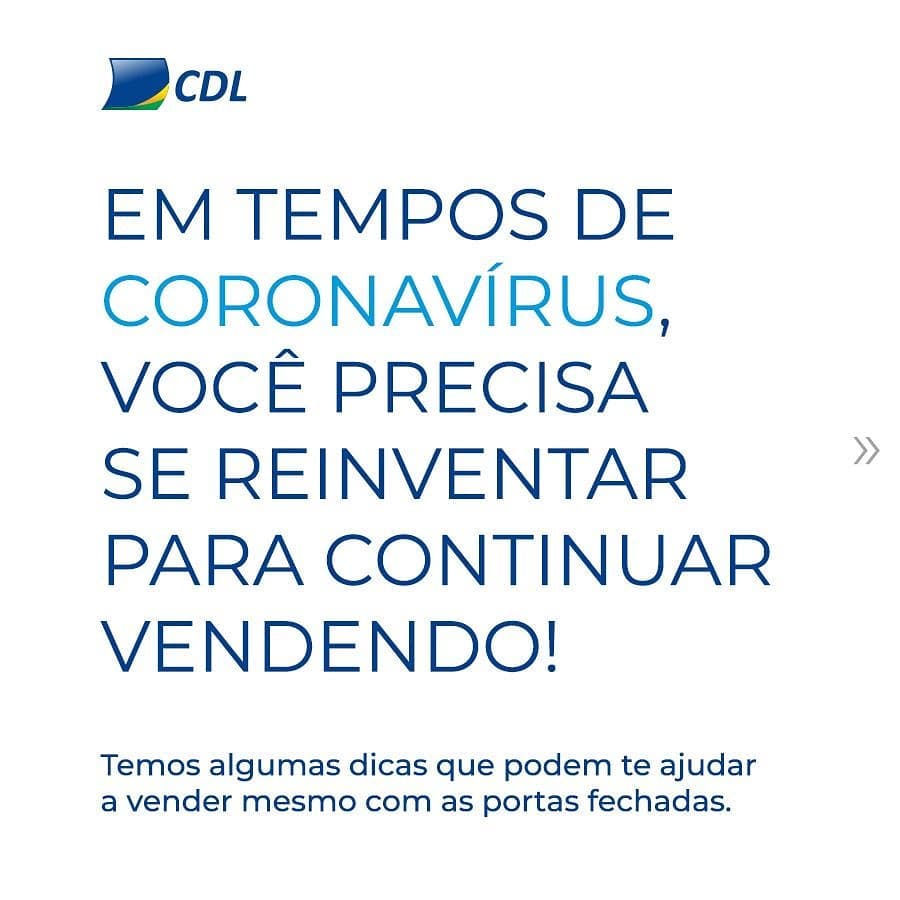 CDL
EM TEMPOS DE
CORONAVÍRUS,
VOCÊ PRECISA
SE REINVENTAR
PARA CONTINUAR
VENDENDO!
»
Temos algumas dicas que podem te ajudar
a vender mesmo com as portas fechadas.